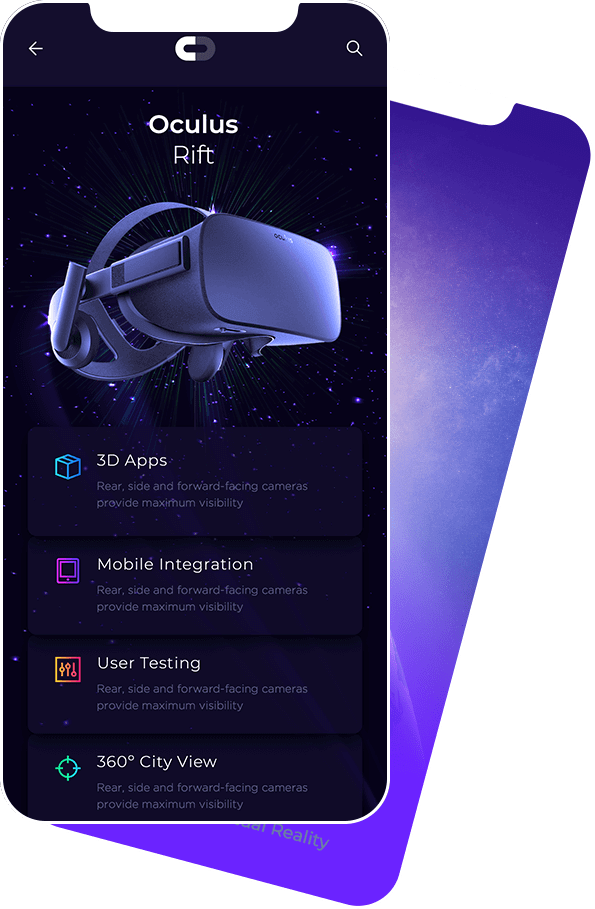 Oculus
Rift
oculus
3D Apps
Rear, side and forward-facing cameras
provide maximum visibility
Mobile Integration
Rear, side and forward-facing cameras
provide maximum visibility
User Testing
Rear, side and forward-facing cameras
provide maximum visibility
360° City View
Rear, side and forward-facing cameras
provide maximum visibility
Reality